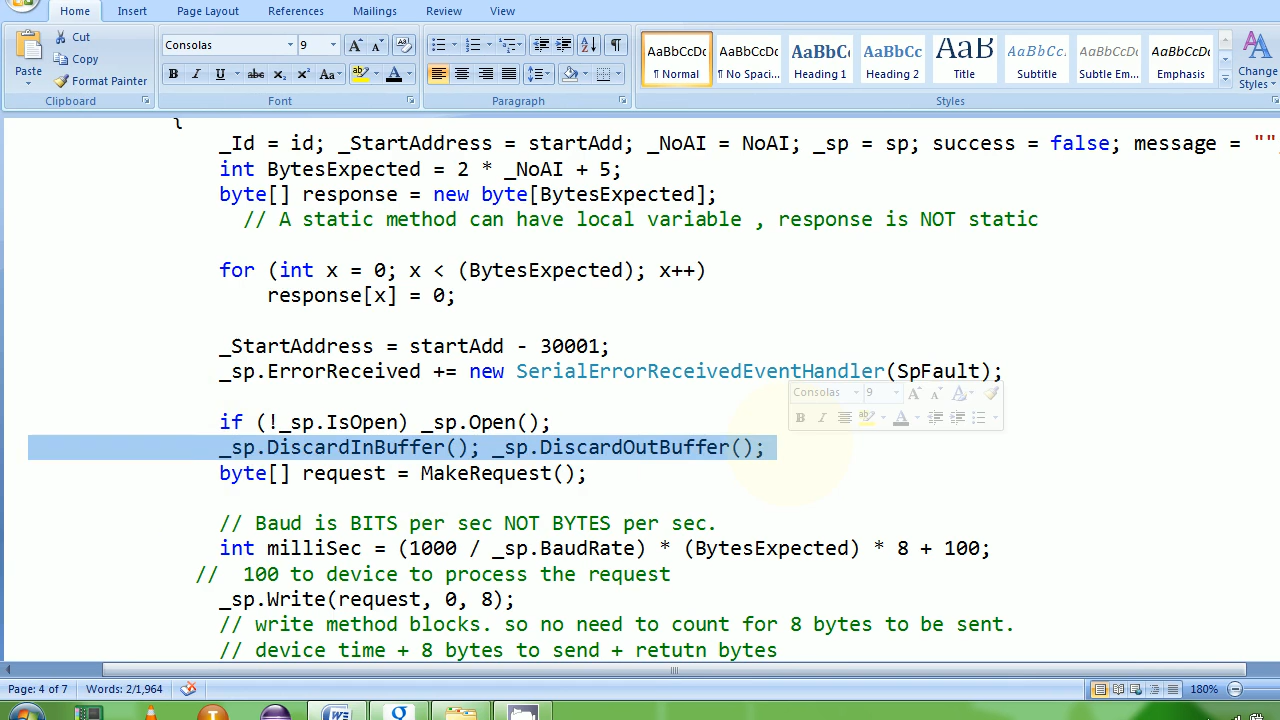 Home Insert Page Layout References Mailings Review View
Cut
Copy
Format Painter
Paste
Clipboard
Consolas 9
B I U abc x₂ x² Aa
Font
Paragraph
AaBbCcDc AaBbCcDc AaBbCc AaBbCc AaB AaBbCc. AaBbCcDc AaBbCcDc
¶ Normal ¶ No Spaci... Heading 1 Heading 2 Title Subtitle Subtle Em... Emphasis
Change Styles
Styles
{
_Id = id; _StartAddress = startAdd; _NoAI = NoAI; _sp = sp; success = false; message = "";
int BytesExpected = 2 * _NoAI + 5;
byte[] response = new byte[BytesExpected];
// A static method can have local variable , response is NOT static
for (int x = 0; x < (BytesExpected); x++)
response[x] = 0;
_StartAddress = startAdd - 30001;
_sp.ErrorReceived += new SerialErrorReceivedEventHandler(SpFault);
Consolas 9
B I
if (!_sp.IsOpen) _sp.Open();
_sp.DiscardInBuffer(); _sp.DiscardOutBuffer();
byte[] request = MakeRequest();
// Baud is BITS per sec NOT BYTES per sec.
int milliSec = (1000 / _sp.BaudRate) * (BytesExpected) * 8 + 100;
//  100 to device to process the request
_sp.Write(request, 0, 8);
// write method blocks. so no need to count for 8 bytes to be sent.
// device time + 8 bytes to send + retutn bytes
Page: 4 of 7 Words: 2/1,964 180%